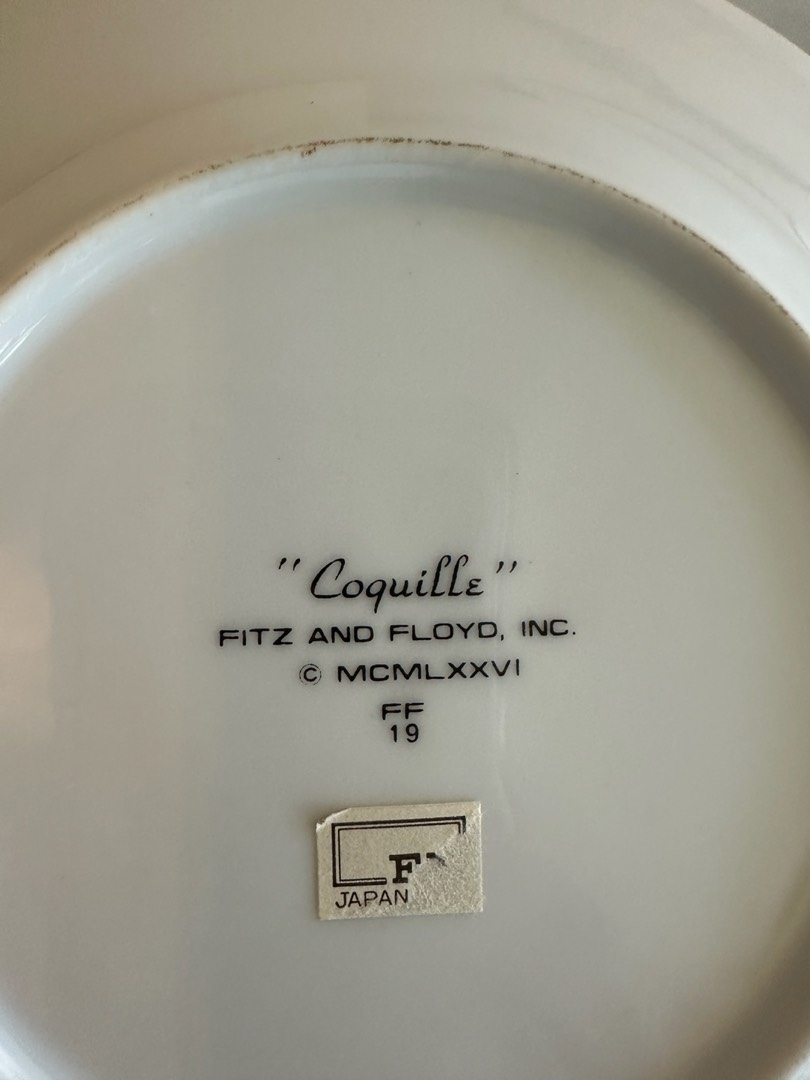 "Coquille"
FITZ AND FLOYD, INC.
© MCMLXXVI
FF
19
F
JAPAN